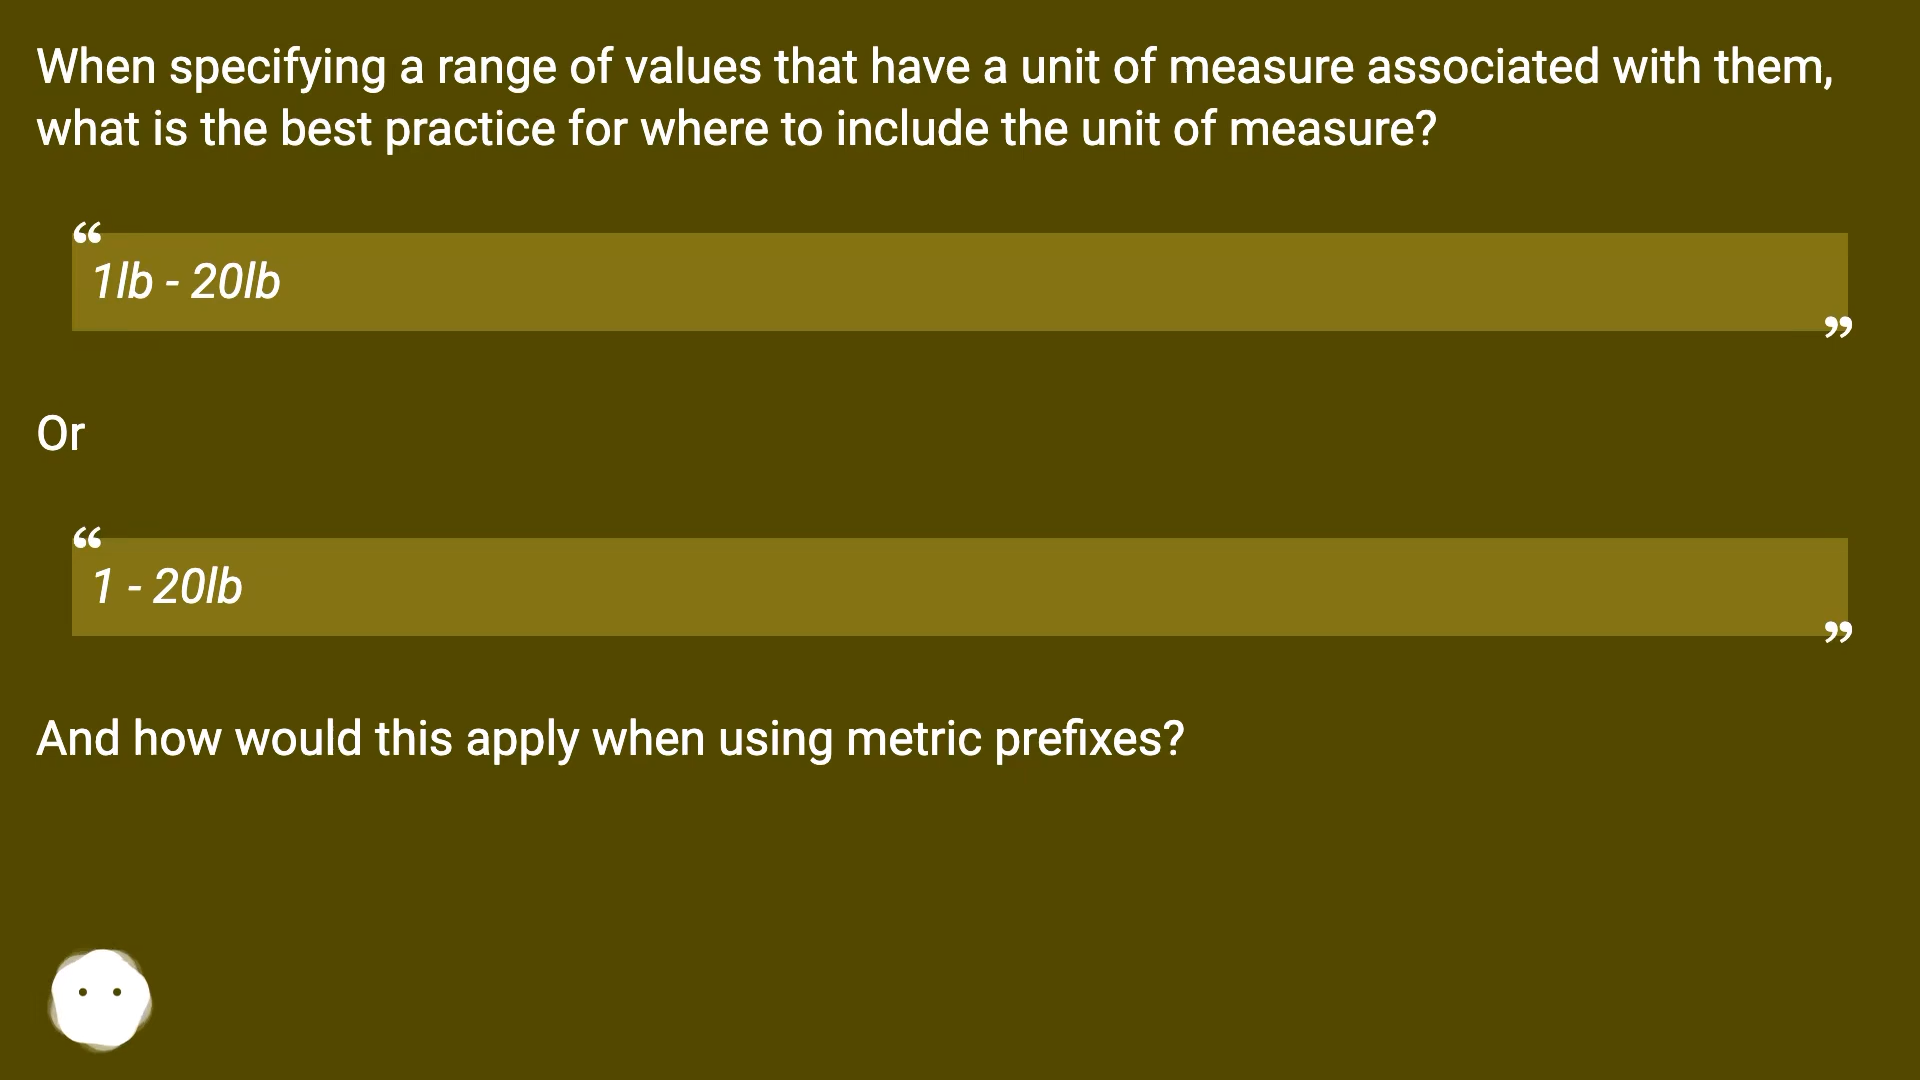 When specifying a range of values that have a unit of measure associated with them,
what is the best practice for where to include the unit of measure?
“
1lb - 20lb
”
Or
“
1 - 20lb
”
And how would this apply when using metric prefixes?